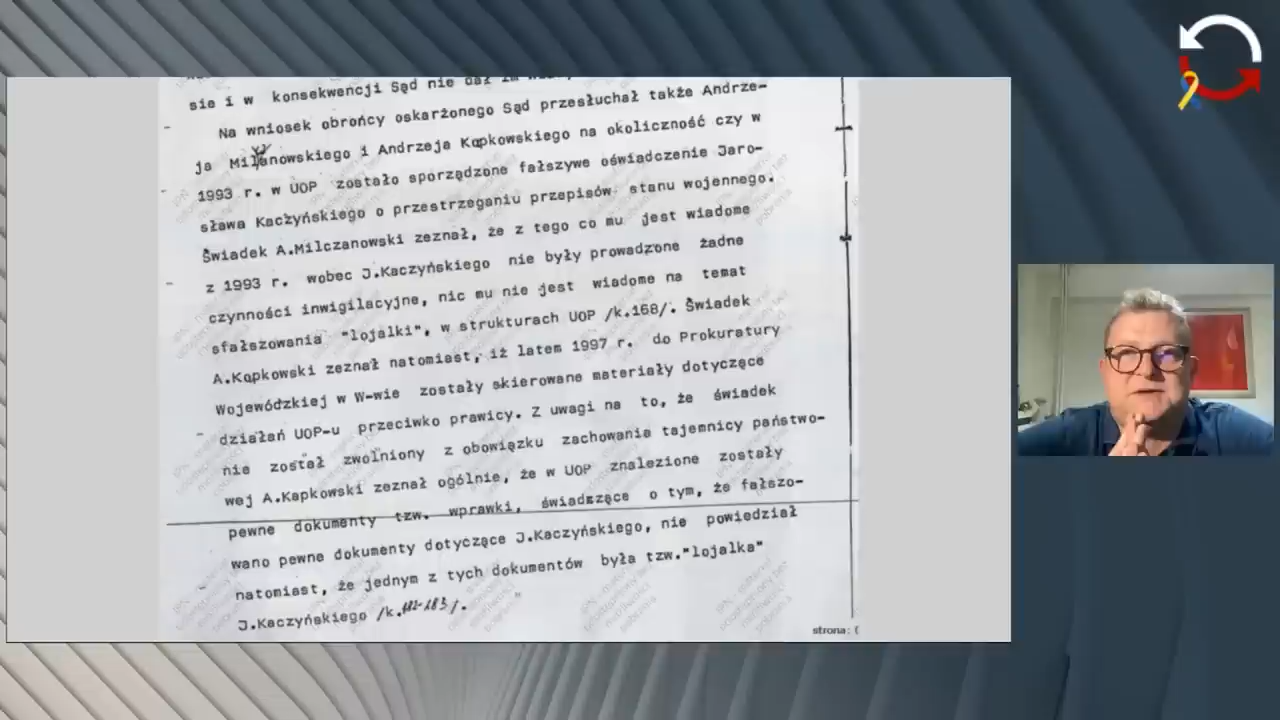 sie i w konsekwencji Sąd nie dał im
Na wniosek obrońcy oskarżonego Sąd przesłuchał także Andrze-
ja Milanowskiego i Andrzeja Kąpkowskiego na okoliczność czy w
1993 r. w UOP zostało sporządzone fałszywe oświadczenie Jaro-
sława Kaczyńskiego o przestrzeganiu przepisów stanu wojennego.
Świadek A.Milczanowski zeznał, że z tego co mu jest wiadome
z 1993 r. wobec J.Kaczyńskiego nie były prowadzone żadne
czynności inwigilacyjne, nic mu nie jest wiadome na temat
sfałszowania "lojalki", w strukturach UOP /k.168/. Świadek
A.Kąpkowski zeznał natomiast, iż latem 1997 r. do Prokuratury
Wojewódzkiej w W-wie zostały skierowane materiały dotyczące
działań UOP-u przeciwko prawicy. Z uwagi na to, że świadek
nie został zwolniony z obowiązku zachowania tajemnicy państwo-
wej A.Kapkowski zeznał ogólnie, że w UOP znalezione zostały
pewne dokumenty tzw. wprawki, świadczące o tym, że fałszo-
wano pewne dokumenty dotyczące J.Kaczyńskiego, nie powiedział
natomiast, że jednym z tych dokumentów była tzw."lojalka"
J.Kaczyńskiego /k.182-183/.
strona: (